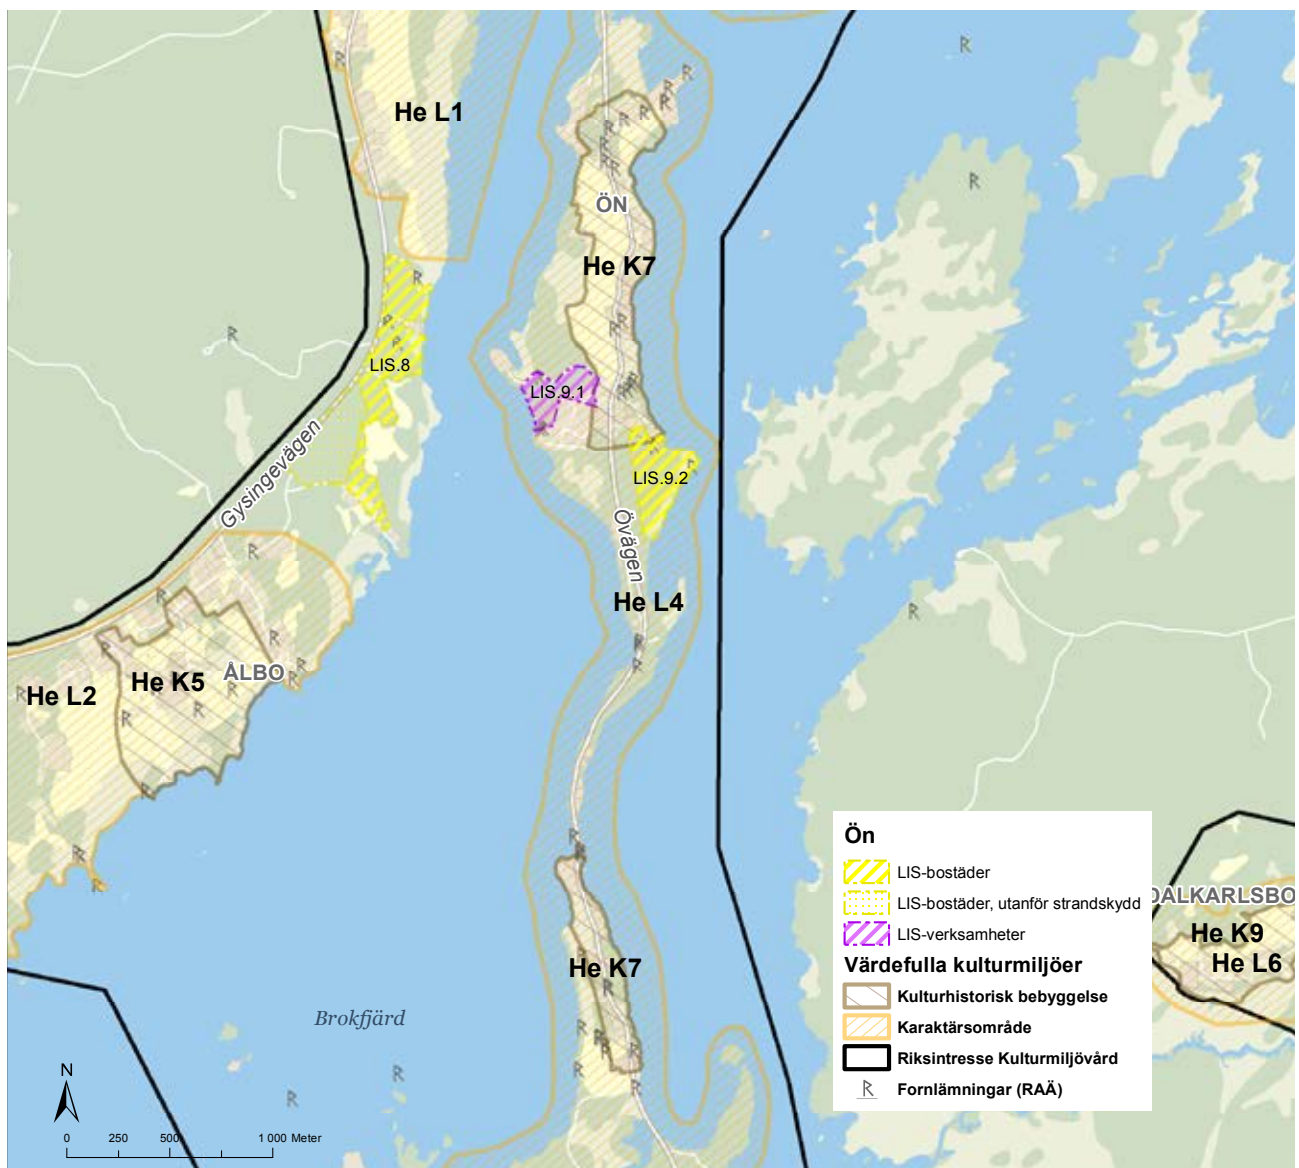 He L1
ÖN
He K7
LIS.8
LIS.9.1
LIS.9.2
Gysingevägen
Övägen
He L4
ÅLBO
He K5
He L2
He K7
Brokfjärd
DALKARLSBO
He K9
He L6
Ön
LIS-bostäder
LIS-bostäder, utanför strandskydd
LIS-verksamheter
Värdefulla kulturmiljöer
Kulturhistorisk bebyggelse
Karaktärsområde
Riksintresse Kulturmiljövård
Fornlämningar (RAÄ)
N
0 250 500 1 000 Meter